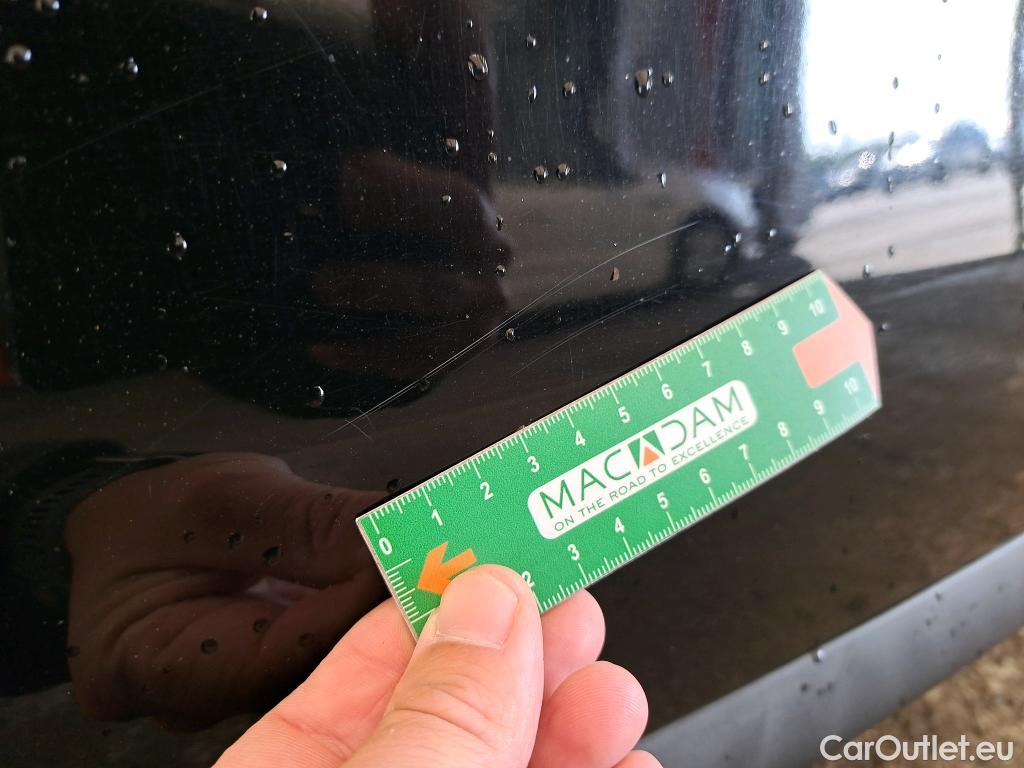 0 1 2 3 4 5 6 7 8 9 10
MACADAM
ON THE ROAD TO EXCELLENCE
2 3 4 5 6 7 8 9 10
CarOutlet.eu